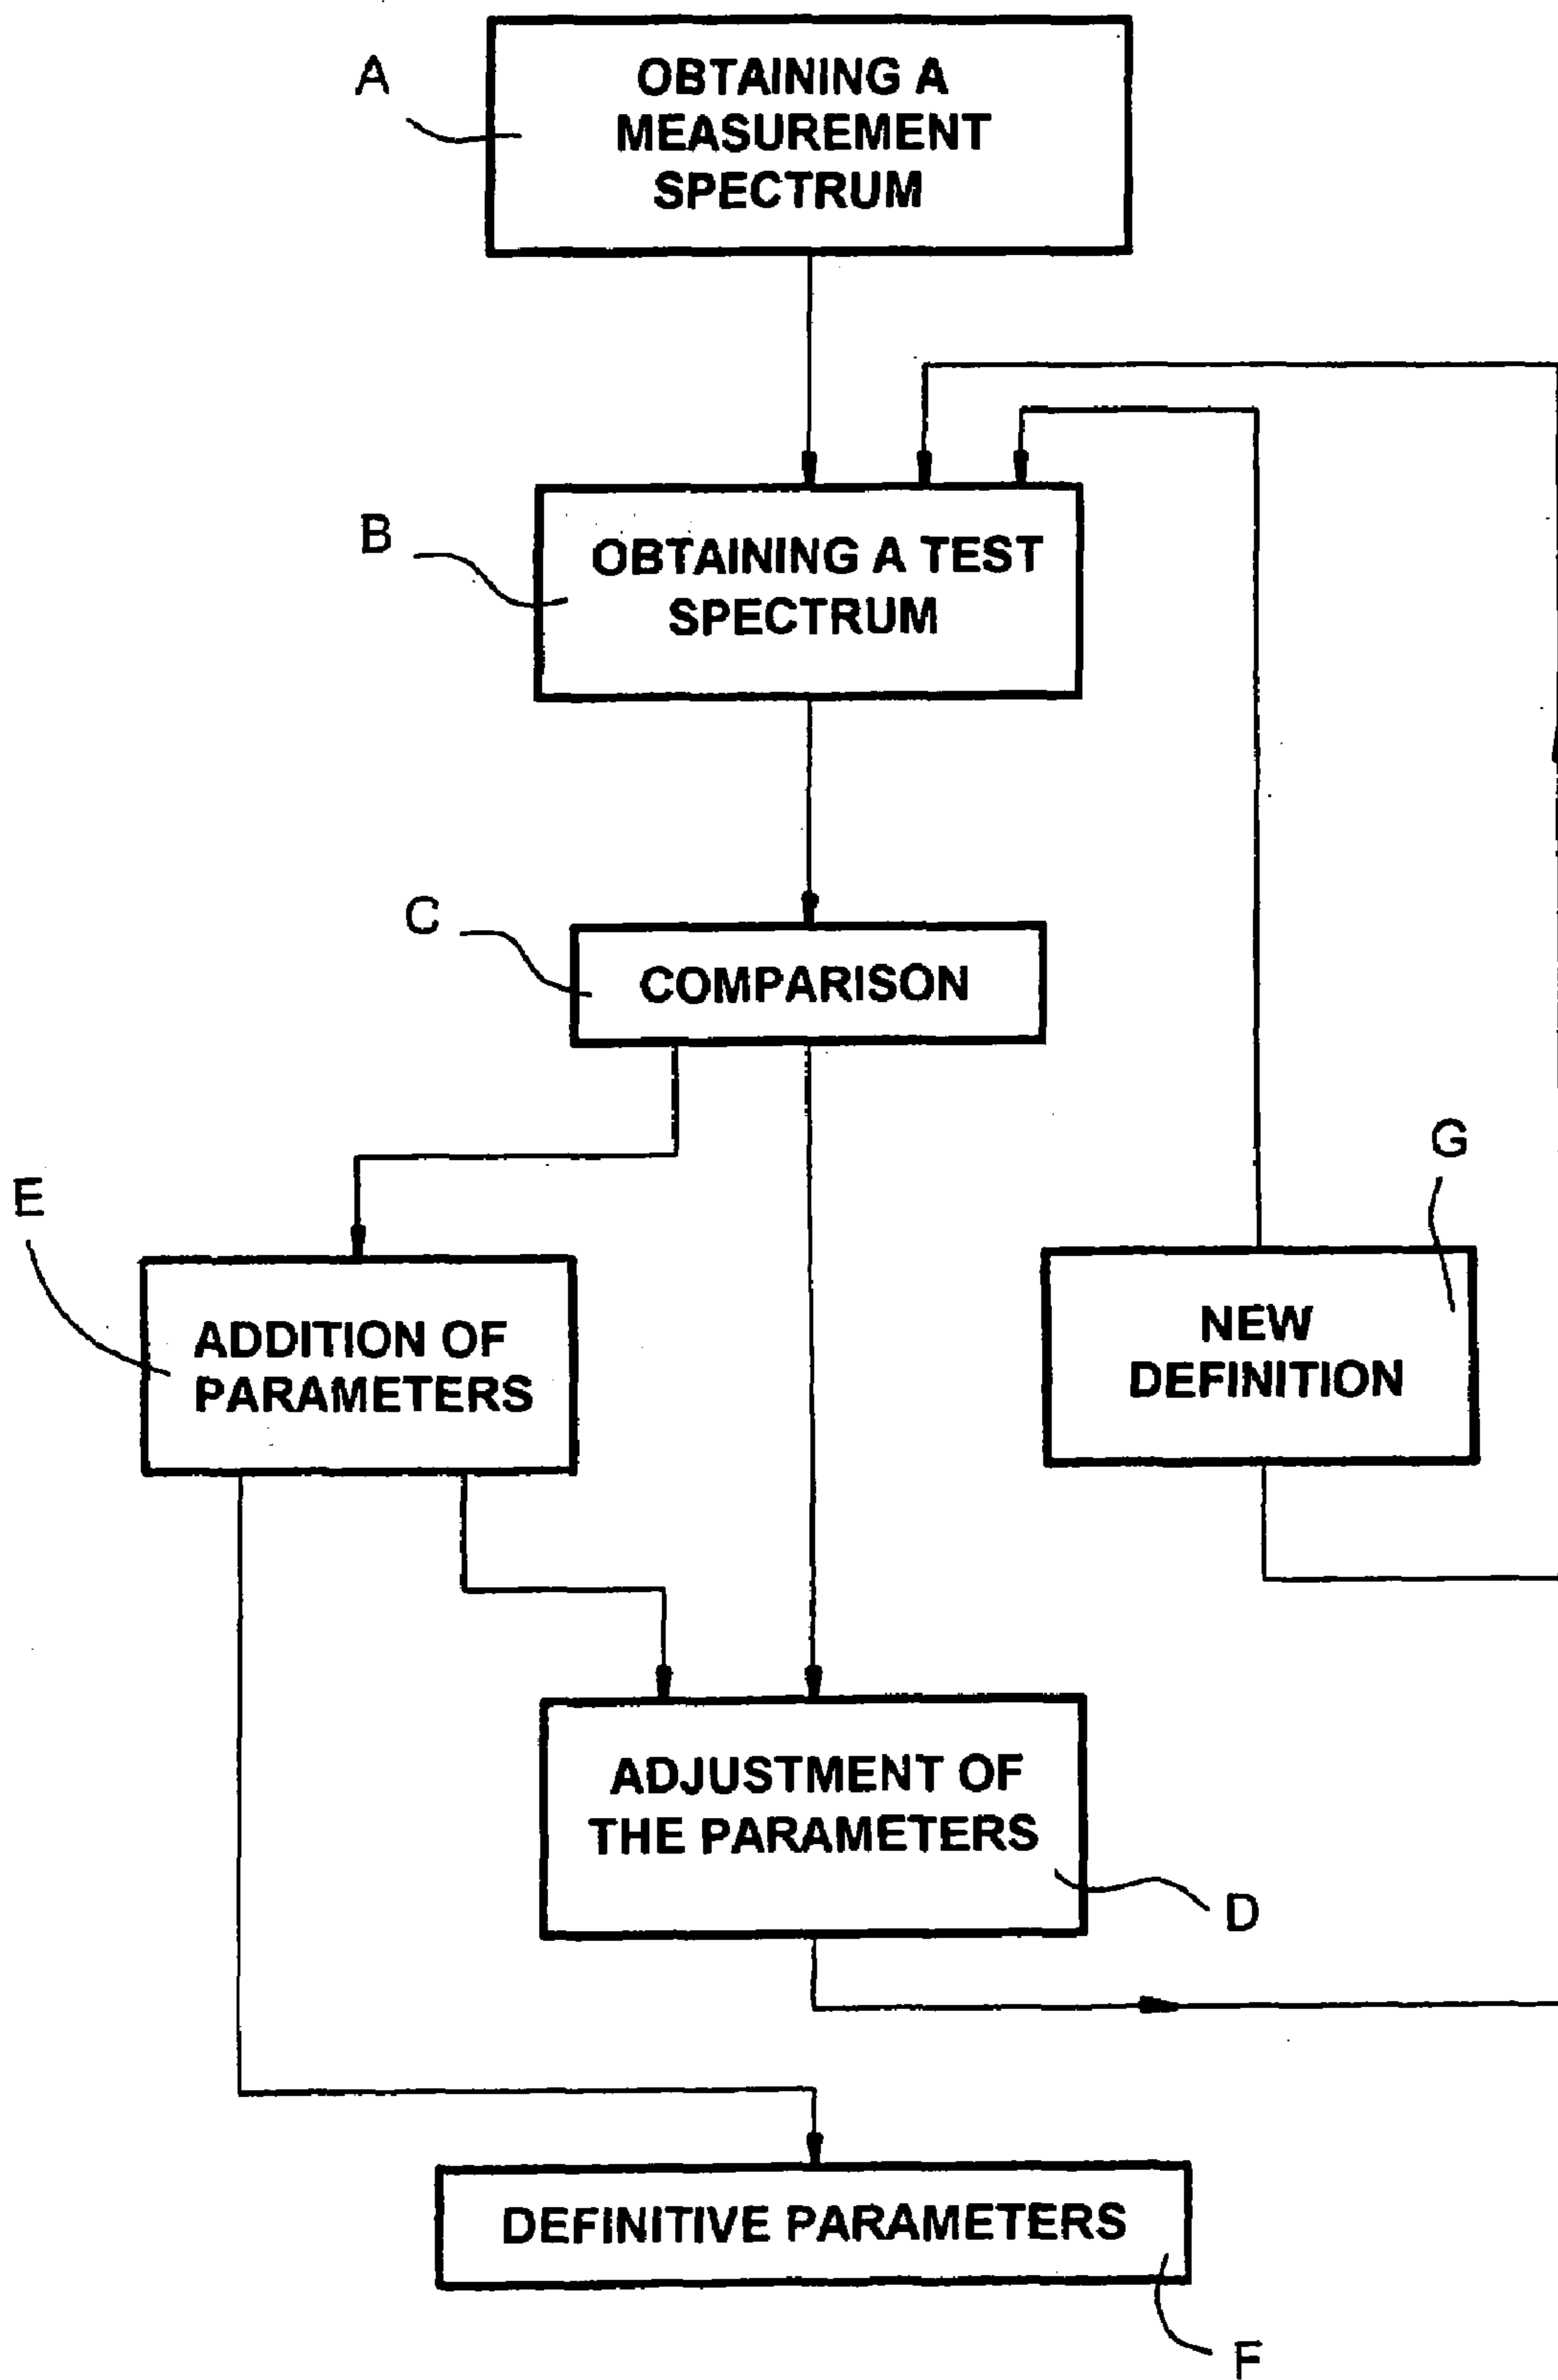 A
OBTAINING A
MEASUREMENT
SPECTRUM
B
OBTAINING A TEST
SPECTRUM
C
COMPARISON
E
ADDITION OF
PARAMETERS
G
NEW
DEFINITION
ADJUSTMENT OF
THE PARAMETERS
D
DEFINITIVE PARAMETERS
F